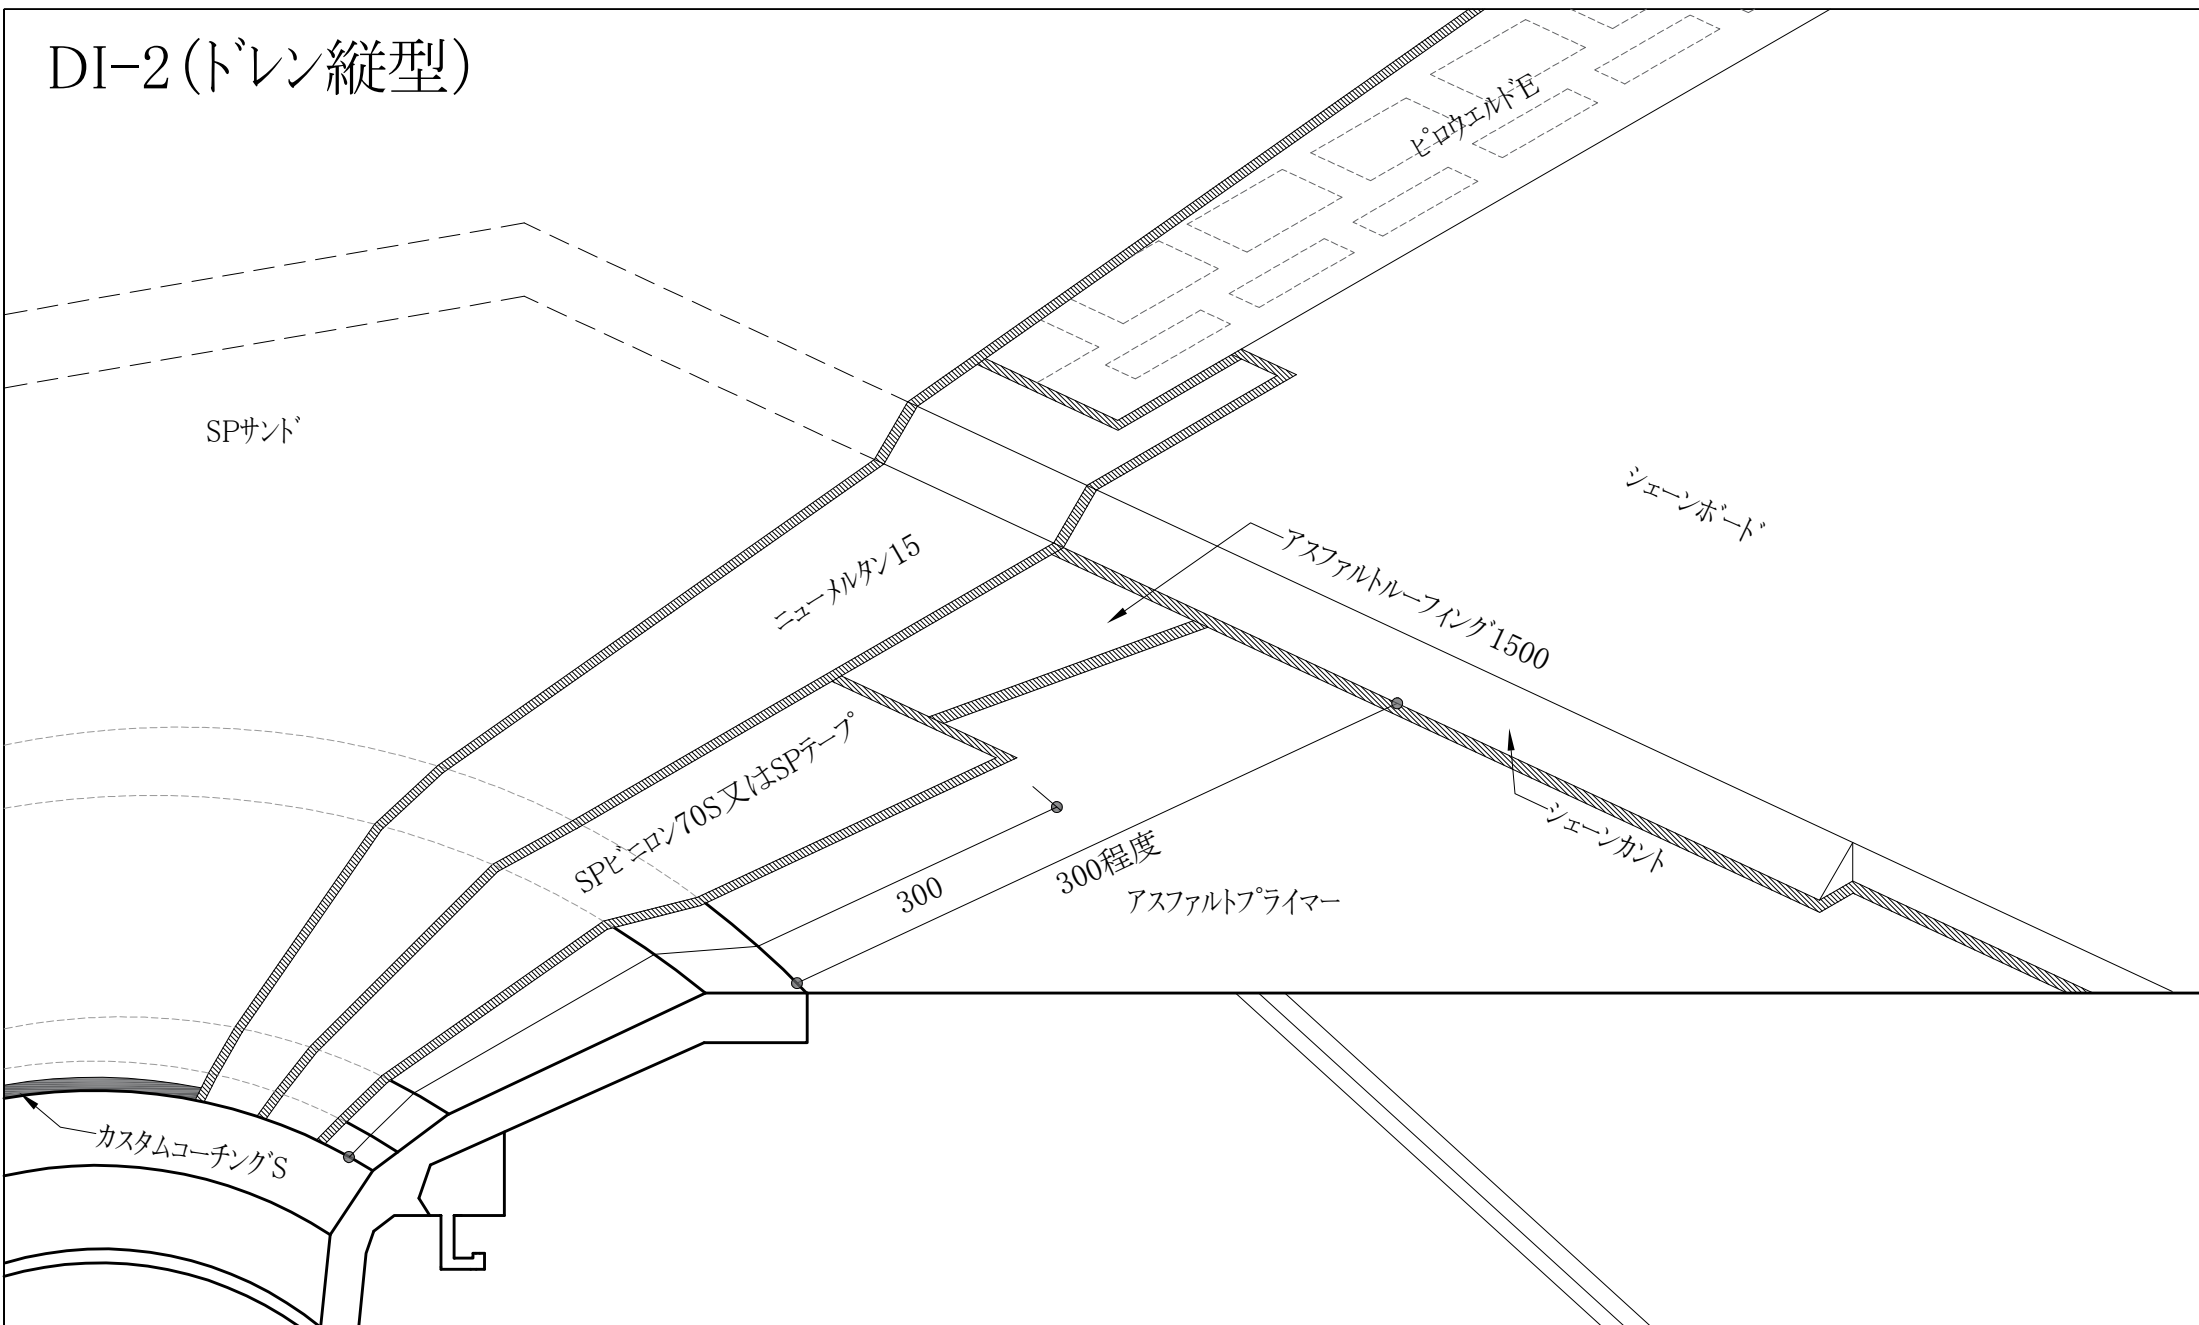 DI-2(ドレン縦型)
ピロウェルドE
SPサンド
シェーンボード
アスファルトルーフィング1500
ニューメルタン15
SPビニロン70S又はSPテープ
シェーンカント
300程度
300
アスファルトプライマー
カスタムコーチングS